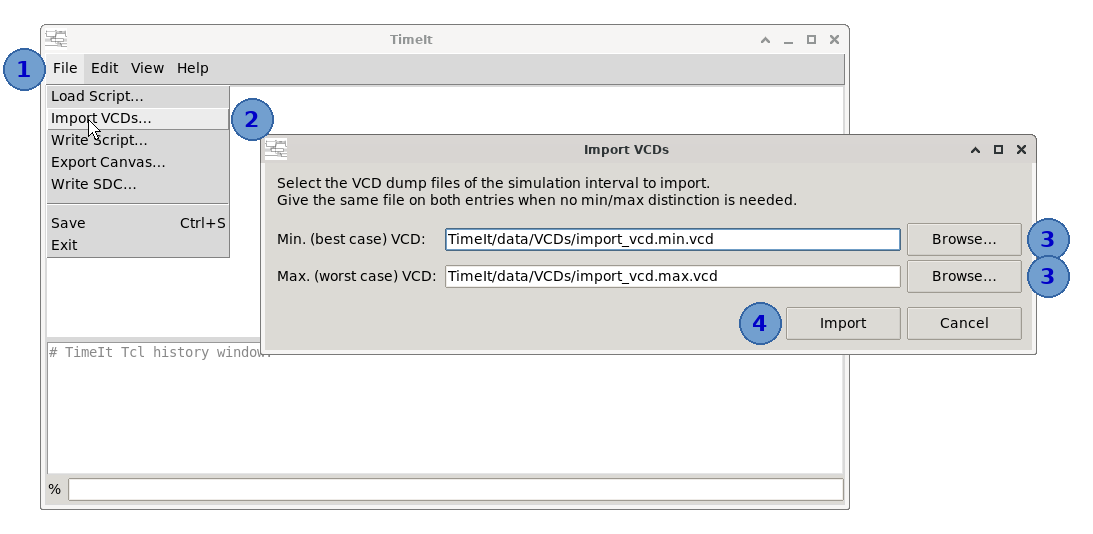 TimeIt
1 File Edit View Help
Load Script...
Import VCDs... 2
Write Script...
Export Canvas...
Write SDC...
Save Ctrl+S
Exit
Import VCDs
Select the VCD dump files of the simulation interval to import.
Give the same file on both entries when no min/max distinction is needed.
Min. (best case) VCD: TimeIt/data/VCDs/import_vcd.min.vcd Browse... 3
Max. (worst case) VCD: TimeIt/data/VCDs/import_vcd.max.vcd Browse... 3
4 Import Cancel
# TimeIt Tcl history window.
%